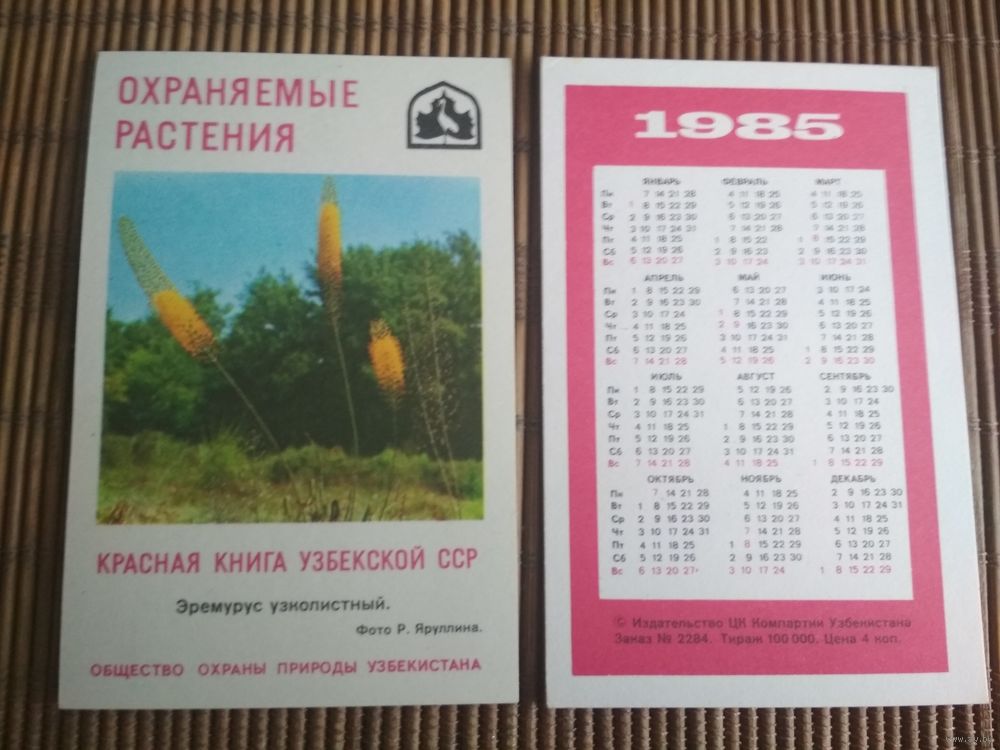 ОХРАНЯЕМЫЕ
РАСТЕНИЯ
КРАСНАЯ КНИГА УЗБЕКСКОЙ ССР
Эремурус узколистный.
Фото Р. Яруллина.
ОБЩЕСТВО ОХРАНЫ ПРИРОДЫ УЗБЕКИСТАНА
1985
ЯНВАРЬ ФЕВРАЛЬ МАРТ
Пн 7 14 21 28 4 11 18 25 4 11 18 25
Вт 1 8 15 22 29 5 12 19 26 5 12 19 26
Ср 2 9 16 23 30 6 13 20 27 6 13 20 27
Чт 3 10 17 24 31 7 14 21 28 7 14 21 28
Пт 4 11 18 25 1 8 15 22 1 8 15 22 29
Сб 5 12 19 26 2 9 16 23 2 9 16 23 30
Вс 6 13 20 27 3 10 17 24 3 10 17 24 31
АПРЕЛЬ МАЙ ИЮНЬ
Пн 1 8 15 22 29 6 13 20 27 3 10 17 24
Вт 2 9 16 23 30 7 14 21 28 4 11 18 25
Ср 3 10 17 24 1 8 15 22 29 5 12 19 26
Чт 4 11 18 25 2 9 16 23 30 6 13 20 27
Пт 5 12 19 26 3 10 17 24 31 7 14 21 28
Сб 6 13 20 27 4 11 18 25 1 8 15 22 29
Вс 7 14 21 28 5 12 19 26 2 9 16 23 30
ИЮЛЬ АВГУСТ СЕНТЯБРЬ
Пн 1 8 15 22 29 5 12 19 26 2 9 16 23 30
Вт 2 9 16 23 30 6 13 20 27 3 10 17 24
Ср 3 10 17 24 31 7 14 21 28 4 11 18 25
Чт 4 11 18 25 1 8 15 22 29 5 12 19 26
Пт 5 12 19 26 2 9 16 23 30 6 13 20 27
Сб 6 13 20 27 3 10 17 24 31 7 14 21 28
Вс 7 14 21 28 4 11 18 25 1 8 15 22 29
ОКТЯБРЬ НОЯБРЬ ДЕКАБРЬ
Пн 7 14 21 28 4 11 18 25 2 9 16 23 30
Вт 1 8 15 22 29 5 12 19 26 3 10 17 24 31
Ср 2 9 16 23 30 6 13 20 27 4 11 18 25
Чт 3 10 17 24 31 7 14 21 28 5 12 19 26
Пт 4 11 18 25 1 8 15 22 29 6 13 20 27
Сб 5 12 19 26 2 9 16 23 30 7 14 21 28
Вс 6 13 20 27 3 10 17 24 1 8 15 22 29
© Издательство ЦК Компартии Узбекистана
Заказ № 2284. Тираж 100 000. Цена 4 коп.